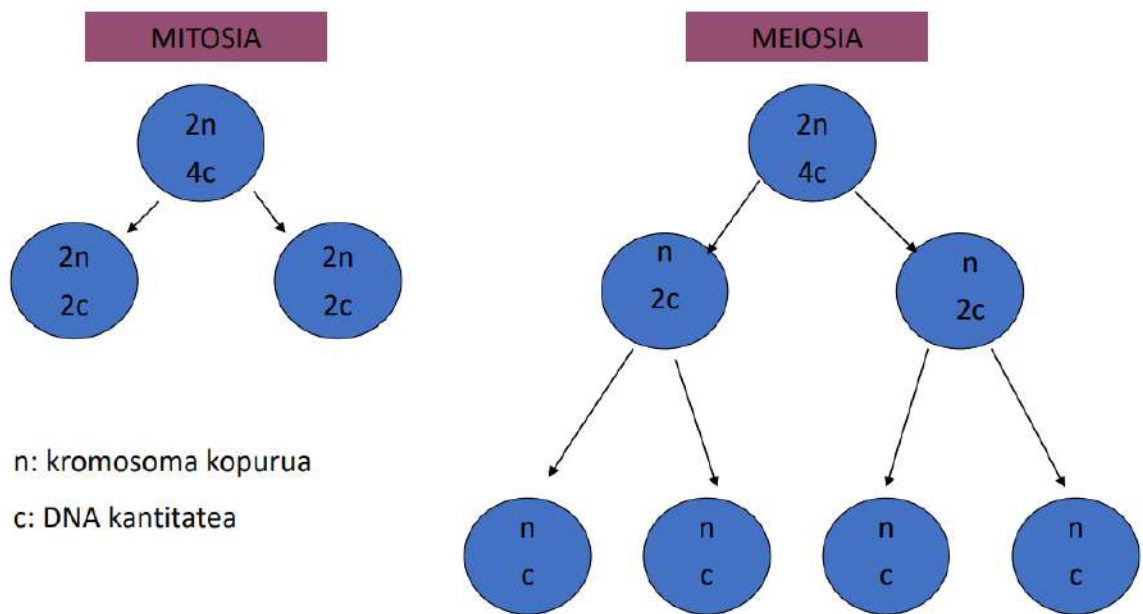 MITOSIA
2n
4c
2n
2c
2n
2c
n: kromosoma kopurua
c: DNA kantitatea
MEIOSIA
2n
4c
n
2c
n
2c
n
c
n
c
n
c
n
c